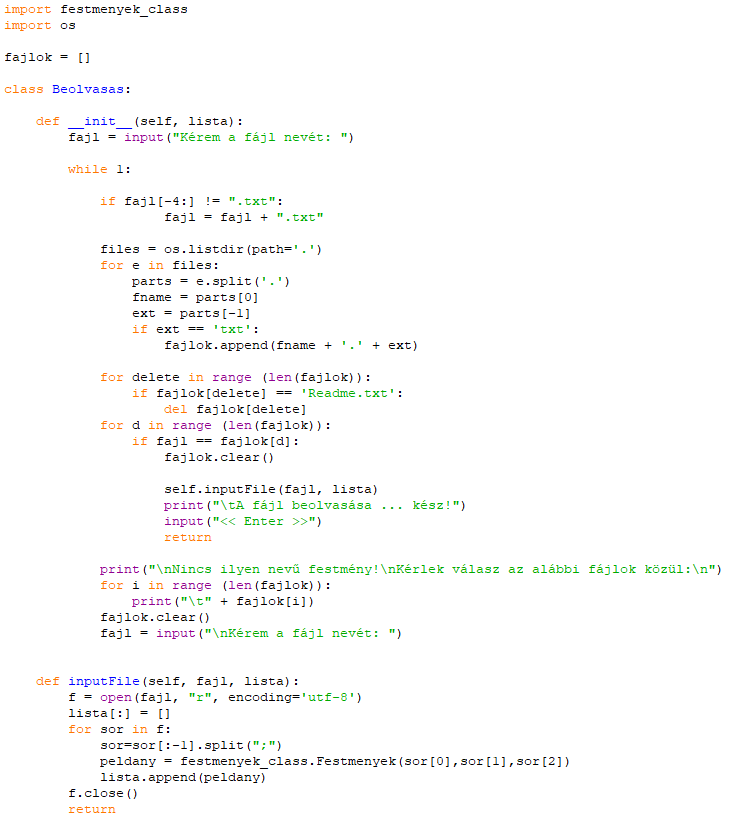 import festmenyek_class
import os

fajlok = []

class Beolvasas:

    def __init__(self, lista):
        fajl = input("Kérem a fájl nevét: ")

        while 1:

            if fajl[-4:] != ".txt":
                    fajl = fajl + ".txt"

            files = os.listdir(path='.')
            for e in files:
                parts = e.split('.')
                fname = parts[0]
                ext = parts[-1]
                if ext == 'txt':
                    fajlok.append(fname + '.' + ext)

            for delete in range (len(fajlok)):
                if fajlok[delete] == 'Readme.txt':
                    del fajlok[delete]
            for d in range (len(fajlok)):
                if fajl == fajlok[d]:
                    fajlok.clear()

                    self.inputFile(fajl, lista)
                    print("\tA fájl beolvasása ... kész!")
                    input("<< Enter >>")
                    return

            print("\nNincs ilyen nevű festmény!\nKérlek válasz az alábbi fájlok közül:\n")
            for i in range (len(fajlok)):
                print("\t" + fajlok[i])
            fajlok.clear()
            fajl = input("\nKérem a fájl nevét: ")


    def inputFile(self, fajl, lista):
        f = open(fajl, "r", encoding='utf-8')
        lista[:] = []
        for sor in f:
            sor=sor[:-1].split(";")
            peldany = festmenyek_class.Festmenyek(sor[0],sor[1],sor[2])
            lista.append(peldany)
        f.close()
        return